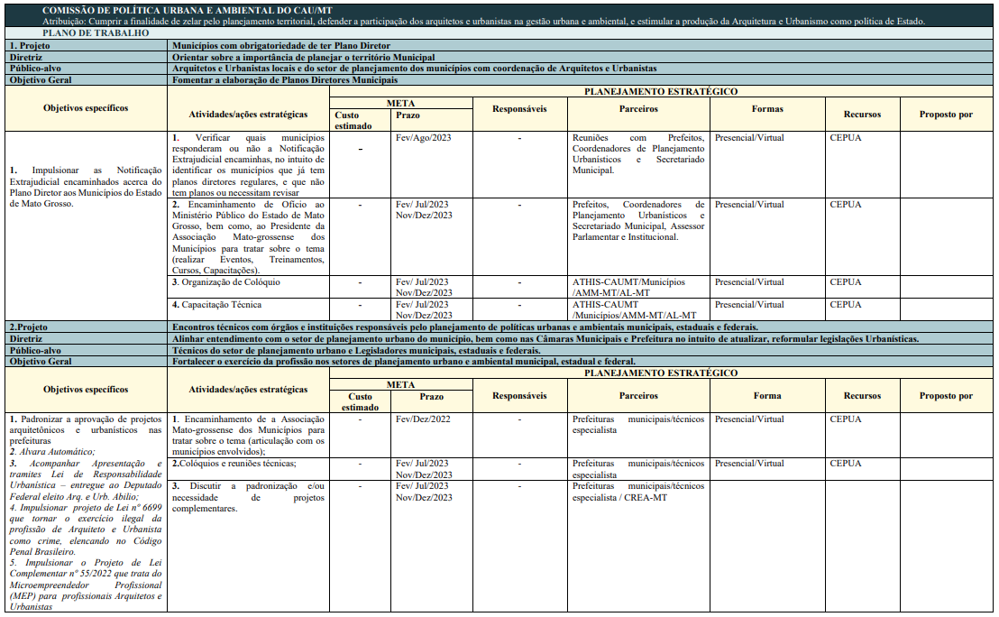 COMISSÃO DE POLÍTICA URBANA E AMBIENTAL DO CAU/MT
Atribuição: Cumprir a finalidade de zelar pelo planejamento territorial, defender a participação dos arquitetos e urbanistas na gestão urbana e ambiental, e estimular a produção da Arquitetura e Urbanismo como política de Estado.
PLANO DE TRABALHO
1. Projeto
Municípios com obrigatoriedade de ter Plano Diretor
Diretriz
Orientar sobre a importância de planejar o território Municipal
Público-alvo
Arquitetos e Urbanistas locais e do setor de planejamento dos municípios com coordenação de Arquitetos e Urbanistas
Objetivo Geral
Fomentar a elaboração de Planos Diretores Municipais
Objetivos específicos
Atividades/ações estratégicas
PLANEJAMENTO ESTRATÉGICO
META
Custo
estimado
Prazo
Responsáveis
Parceiros
Formas
Recursos
Proposto por
1. Impulsionar as Notificação
Extrajudicial encaminhados acerca do
Plano Diretor aos Municípios do Estado
de Mato Grosso.
1. Verificar quais municípios
responderam ou não a Notificação
Extrajudicial encaminhas, no intuito de
identificar os municípios que já tem
planos diretores regulares, e que não
tem planos ou necessitam revisar
-
Fev/Ago/2023
-
Reuniões com Prefeitos,
Coordenadores de Planejamento
Urbanísticos e Secretariado
Municipal.
Presencial/Virtual
CEPUA
2. Encaminhamento de Ofício ao
Ministério Público do Estado de Mato
Grosso, bem como, ao Presidente da
Associação Mato-grossense dos
Municípios para tratar sobre o tema
(realizar Eventos, Treinamentos,
Cursos, Capacitações).
-
Fev/ Jul/2023
Nov/Dez/2023
-
Prefeitos, Coordenadores de
Planejamento Urbanísticos e
Secretariado Municipal, Assessor
Parlamentar e Institucional.
Presencial/Virtual
CEPUA
3. Organização de Colóquio
-
Fev/ Jul/2023
Nov/Dez/2023
-
ATHIS-CAUMT/Municípios
/AMM-MT/AL-MT
Presencial/Virtual
CEPUA
4. Capacitação Técnica
-
Fev/ Jul/2023
Nov/Dez/2023
-
ATHIS-CAUMT
/Municípios/AMM-MT/AL-MT
Presencial/Virtual
CEPUA
2.Projeto
Encontros técnicos com órgãos e instituições responsáveis pelo planejamento de políticas urbanas e ambientais municipais, estaduais e federais.
Diretriz
Alinhar entendimento com o setor de planejamento urbano do município, bem como nas Câmaras Municipais e Prefeitura no intuito de atualizar, reformular legislações Urbanísticas.
Público-alvo
Técnicos do setor de planejamento urbano e Legisladores municipais, estaduais e federais.
Objetivo Geral
Fortalecer o exercício da profissão nos setores de planejamento urbano e ambiental municipal, estadual e federal.
Objetivos específicos
Atividades/ações estratégicas
PLANEJAMENTO ESTRATÉGICO
META
Custo
estimado
Prazo
Responsáveis
Parceiros
Forma
Recursos
Proposto por
1. Padronizar a aprovação de projetos
arquitetônicos e urbanísticos nas
prefeituras
2. Alvara Automático;
3. Acompanhar Apresentação e
tramites Lei de Responsabilidade
Urbanística – entregue ao Deputado
Federal eleito Arq. e Urb. Abilio;
4. Impulsionar projeto de Lei nº 6699
que tornar o exercício ilegal da
profissão de Arquiteto e Urbanista
como crime, elencando no Código
Penal Brasileiro.
5. Impulsionar o Projeto de Lei
Complementar nº 55/2022 que trata do
Microempreendedor Profissional
(MEP) para profissionais Arquitetos e
Urbanistas
1. Encaminhamento de a Associação
Mato-grossense dos Municípios para
tratar sobre o tema (articulação com os
municípios envolvidos);
-
Fev/Dez/2022
-
Prefeituras municipais/técnicos
especialista
Presencial/Virtual
CEPUA
2.Colóquios e reuniões técnicas;
-
Fev/ Jul/2023
Nov/Dez/2023
-
Prefeituras municipais/técnicos
especialista
Presencial/Virtual
CEPUA
3. Discutir a padronização e/ou
necessidade de projetos
complementares.
-
Fev/ Jul/2023
Nov/Dez/2023
-
Prefeituras municipais/técnicos
especialista / CREA-MT